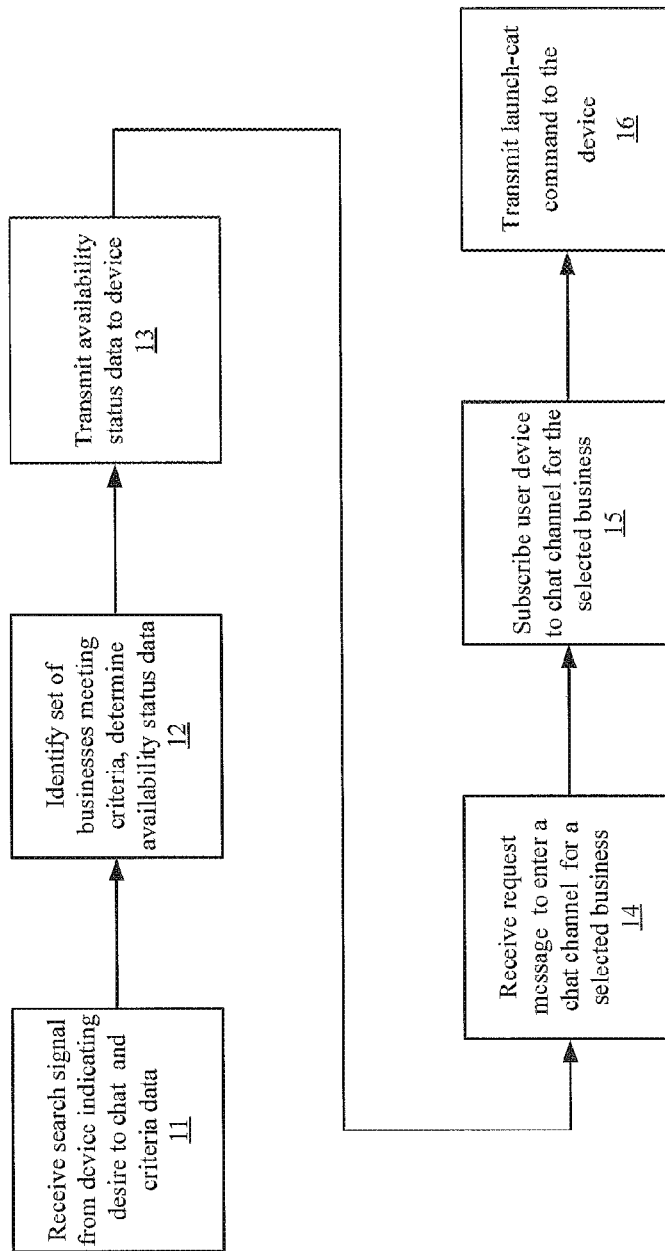 Receive search signal
from device indicating
desire to chat and
criteria data
11
Identify set of
businesses meeting
criteria, determine
availability status data
12
Transmit availability
status data to device
13
Receive request
message to enter a
chat channel for a
selected business
14
Subscribe user device
to chat channel for the
selected business
15
Transmit launch-cat
command to the
device
16